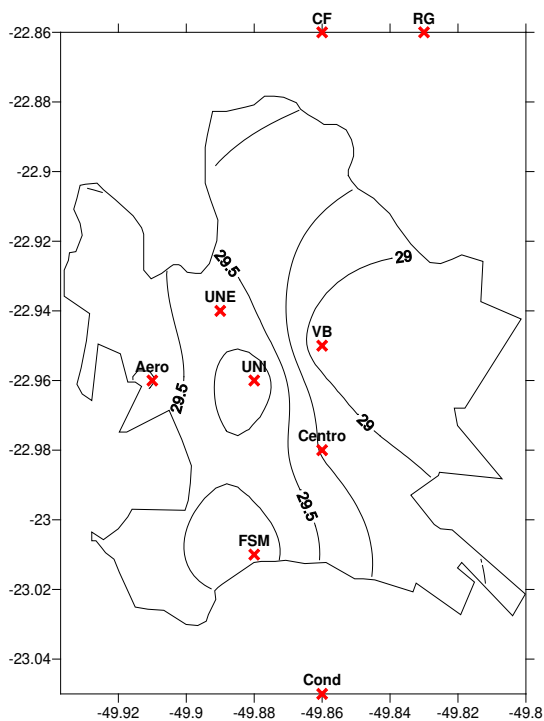 CF RG
-22.86
-22.88
-22.9
-22.92
29.5 29
-22.94
UNE
VB
-22.96
Aero UNI
29.5
29
-22.98
Centro
29.5
-23
FSM
-23.02
-23.04
Cond
-49.92 -49.9 -49.88 -49.86 -49.84 -49.82 -49.8